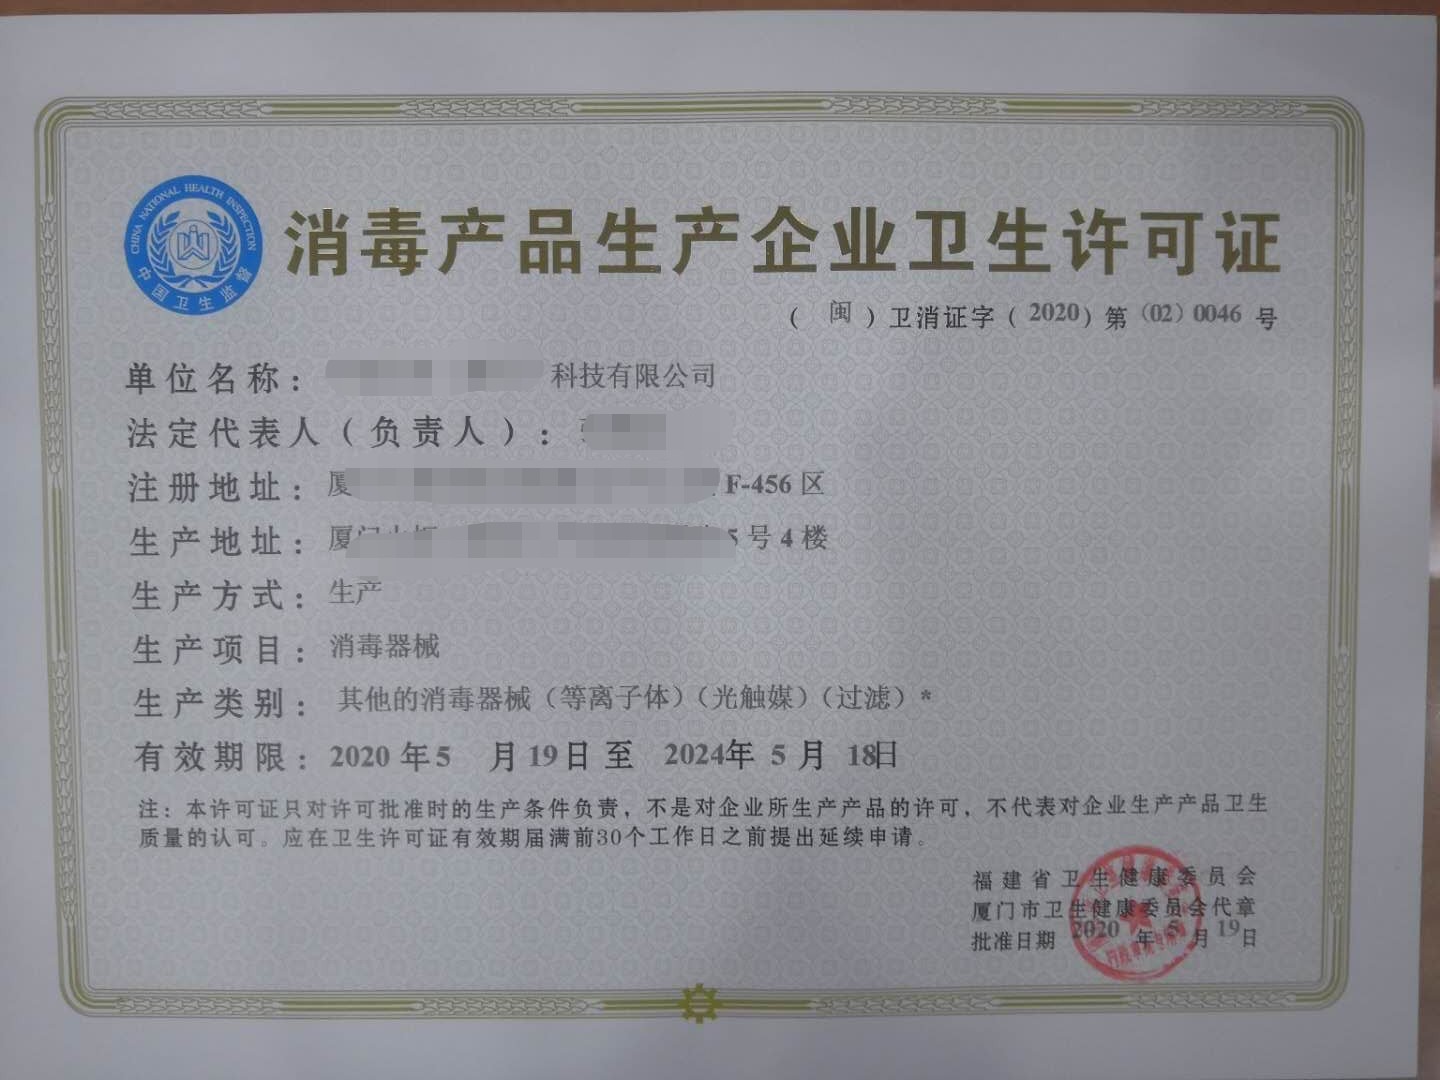 CHINA NATIONAL HEALTH INSPECTION
中国卫生监督
消毒产品生产企业卫生许可证
（ 闽 ）卫消证字（ 2020）第（02）0046 号
单位名称： 科技有限公司
法定代表人（负责人）：
注册地址： 厦 F-456 区
生产地址： 厦门 5 号 4 楼
生产方式： 生产
生产项目： 消毒器械
生产类别： 其他的消毒器械（等离子体）（光触媒）（过滤）*
有效期限： 2020 年 5 月 19 日 至 2024年 5 月 18日
注：本许可证只对许可批准时的生产条件负责，不是对企业所生产产品的许可，不代表对企业生产产品卫生
质量的认可。应在卫生许可证有效期届满前30个工作日之前提出延续申请。
福建省卫生健康委员会
厦门市卫生健康委员会代章
批准日期 2020 年 5 月 19 日